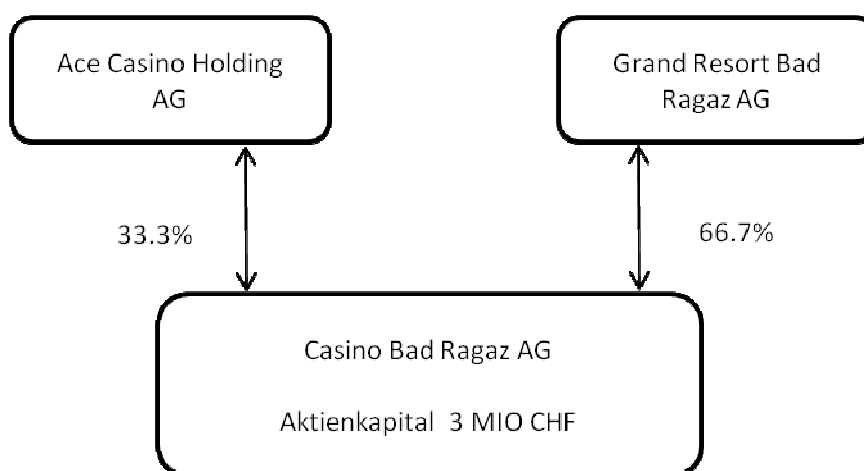 Ace Casino Holding
AG
Grand Resort Bad
Ragaz AG
33.3%
66.7%
Casino Bad Ragaz AG
Aktienkapital 3 MIO CHF